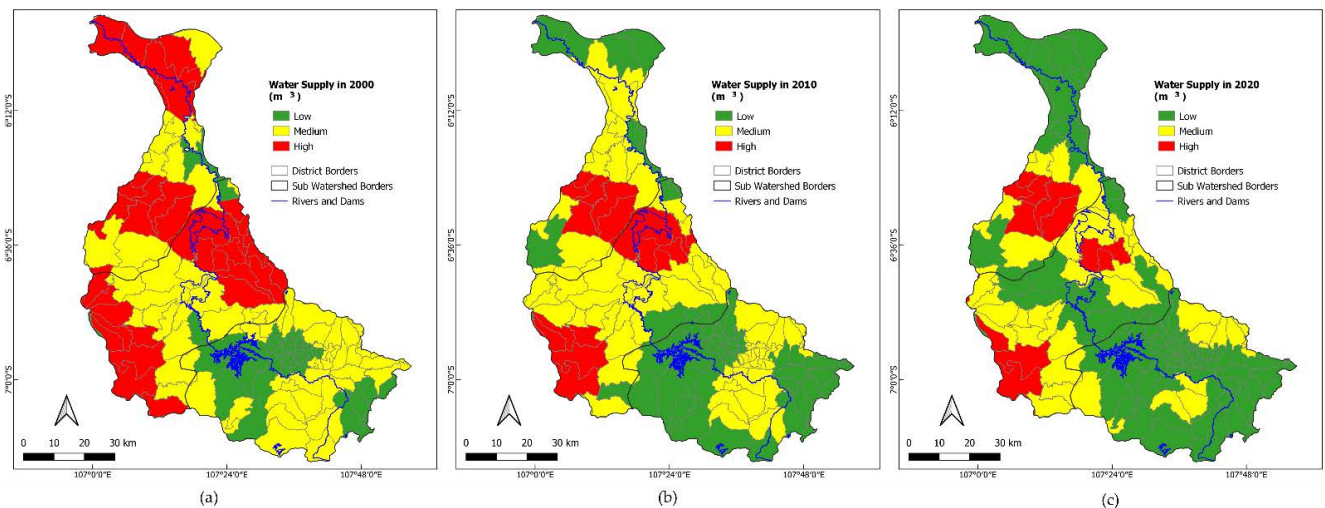 Water Supply in 2000
(m ³ )
Low
Medium
High
District Borders
Sub Watershed Borders
Rivers and Dams
6°12'0"S
6°36'0"S
7°0'0"S
0 10 20 30 km
107°0'0"E 107°24'0"E 107°48'0"E
(a)
Water Supply in 2010
(m ³ )
Low
Medium
High
District Borders
Sub Watershed Borders
Rivers and Dams
6°12'0"S
6°36'0"S
7°0'0"S
0 10 20 30 km
107°0'0"E 107°24'0"E 107°48'0"E
(b)
Water Supply in 2020
(m ³ )
Low
Medium
High
District Borders
Sub Watershed Borders
Rivers and Dams
6°12'0"S
6°36'0"S
7°0'0"S
0 10 20 30 km
107°0'0"E 107°24'0"E 107°48'0"E
(c)